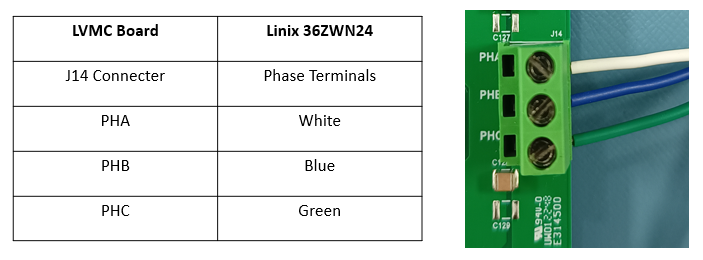 LVMC Board Linix 36ZWN24
J14 Connecter Phase Terminals
PHA White
PHB Blue
PHC Green
C127
J14
PHA
PHB
PHC
C129
94V-0
E314500